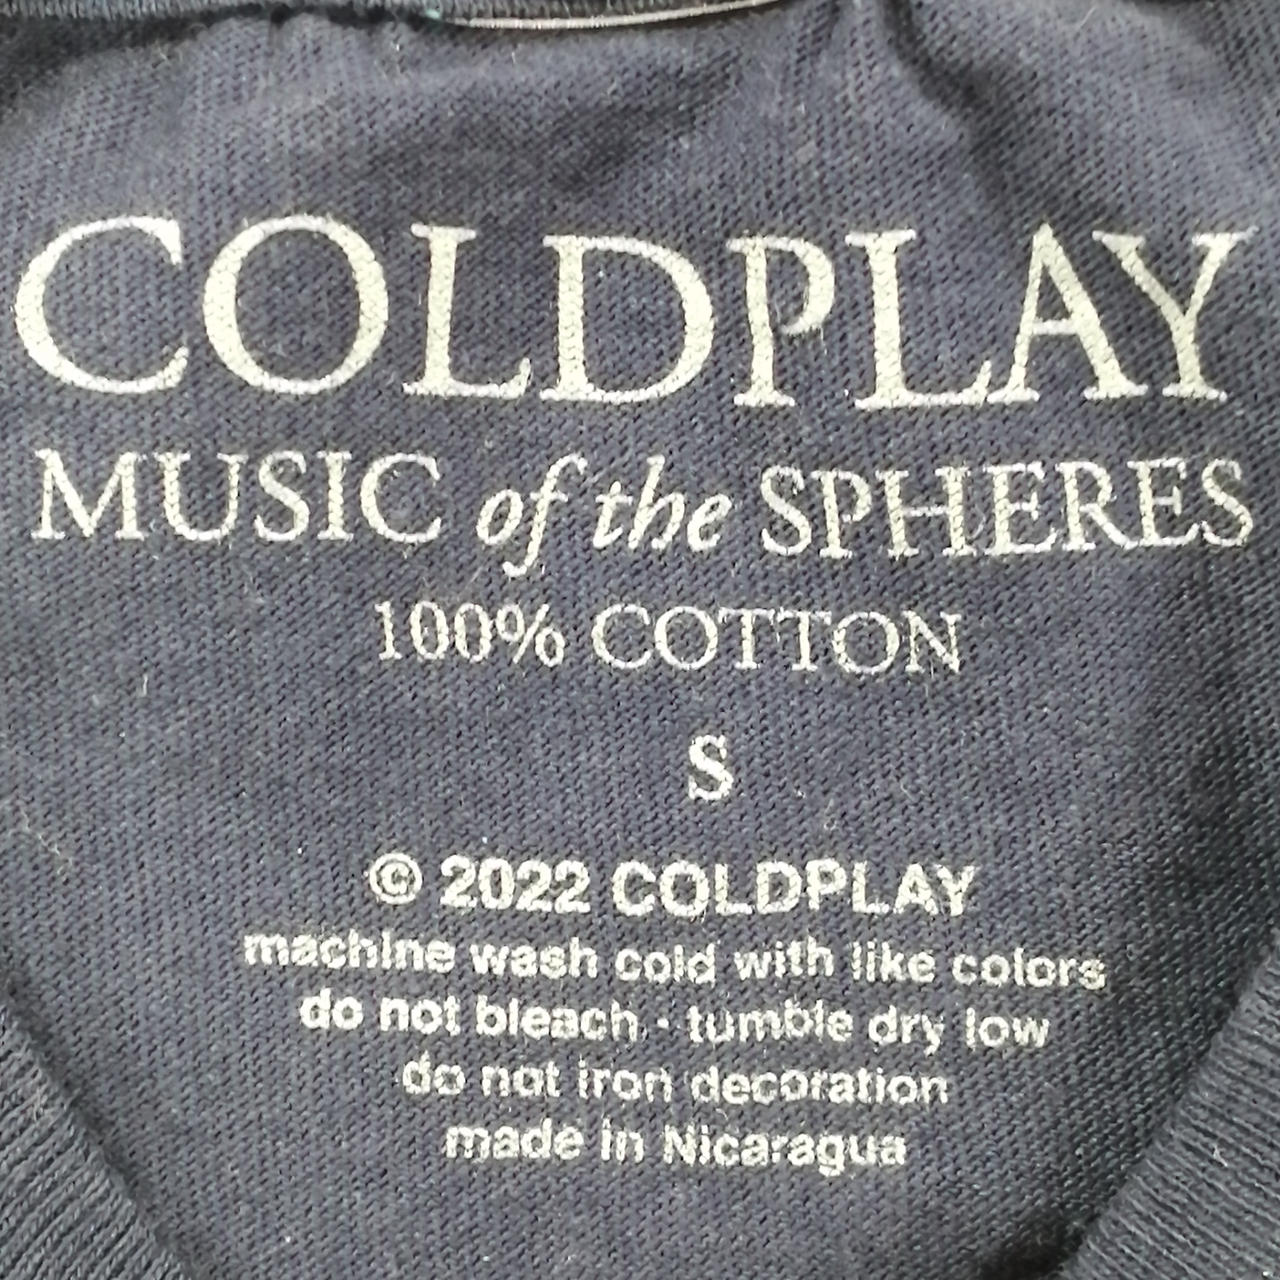 COLDPLAY
MUSIC of the SPHERES
100% COTTON
S
© 2022 COLDPLAY
machine wash cold with like colors
do not bleach · tumble dry low
do not iron decoration
made in Nicaragua